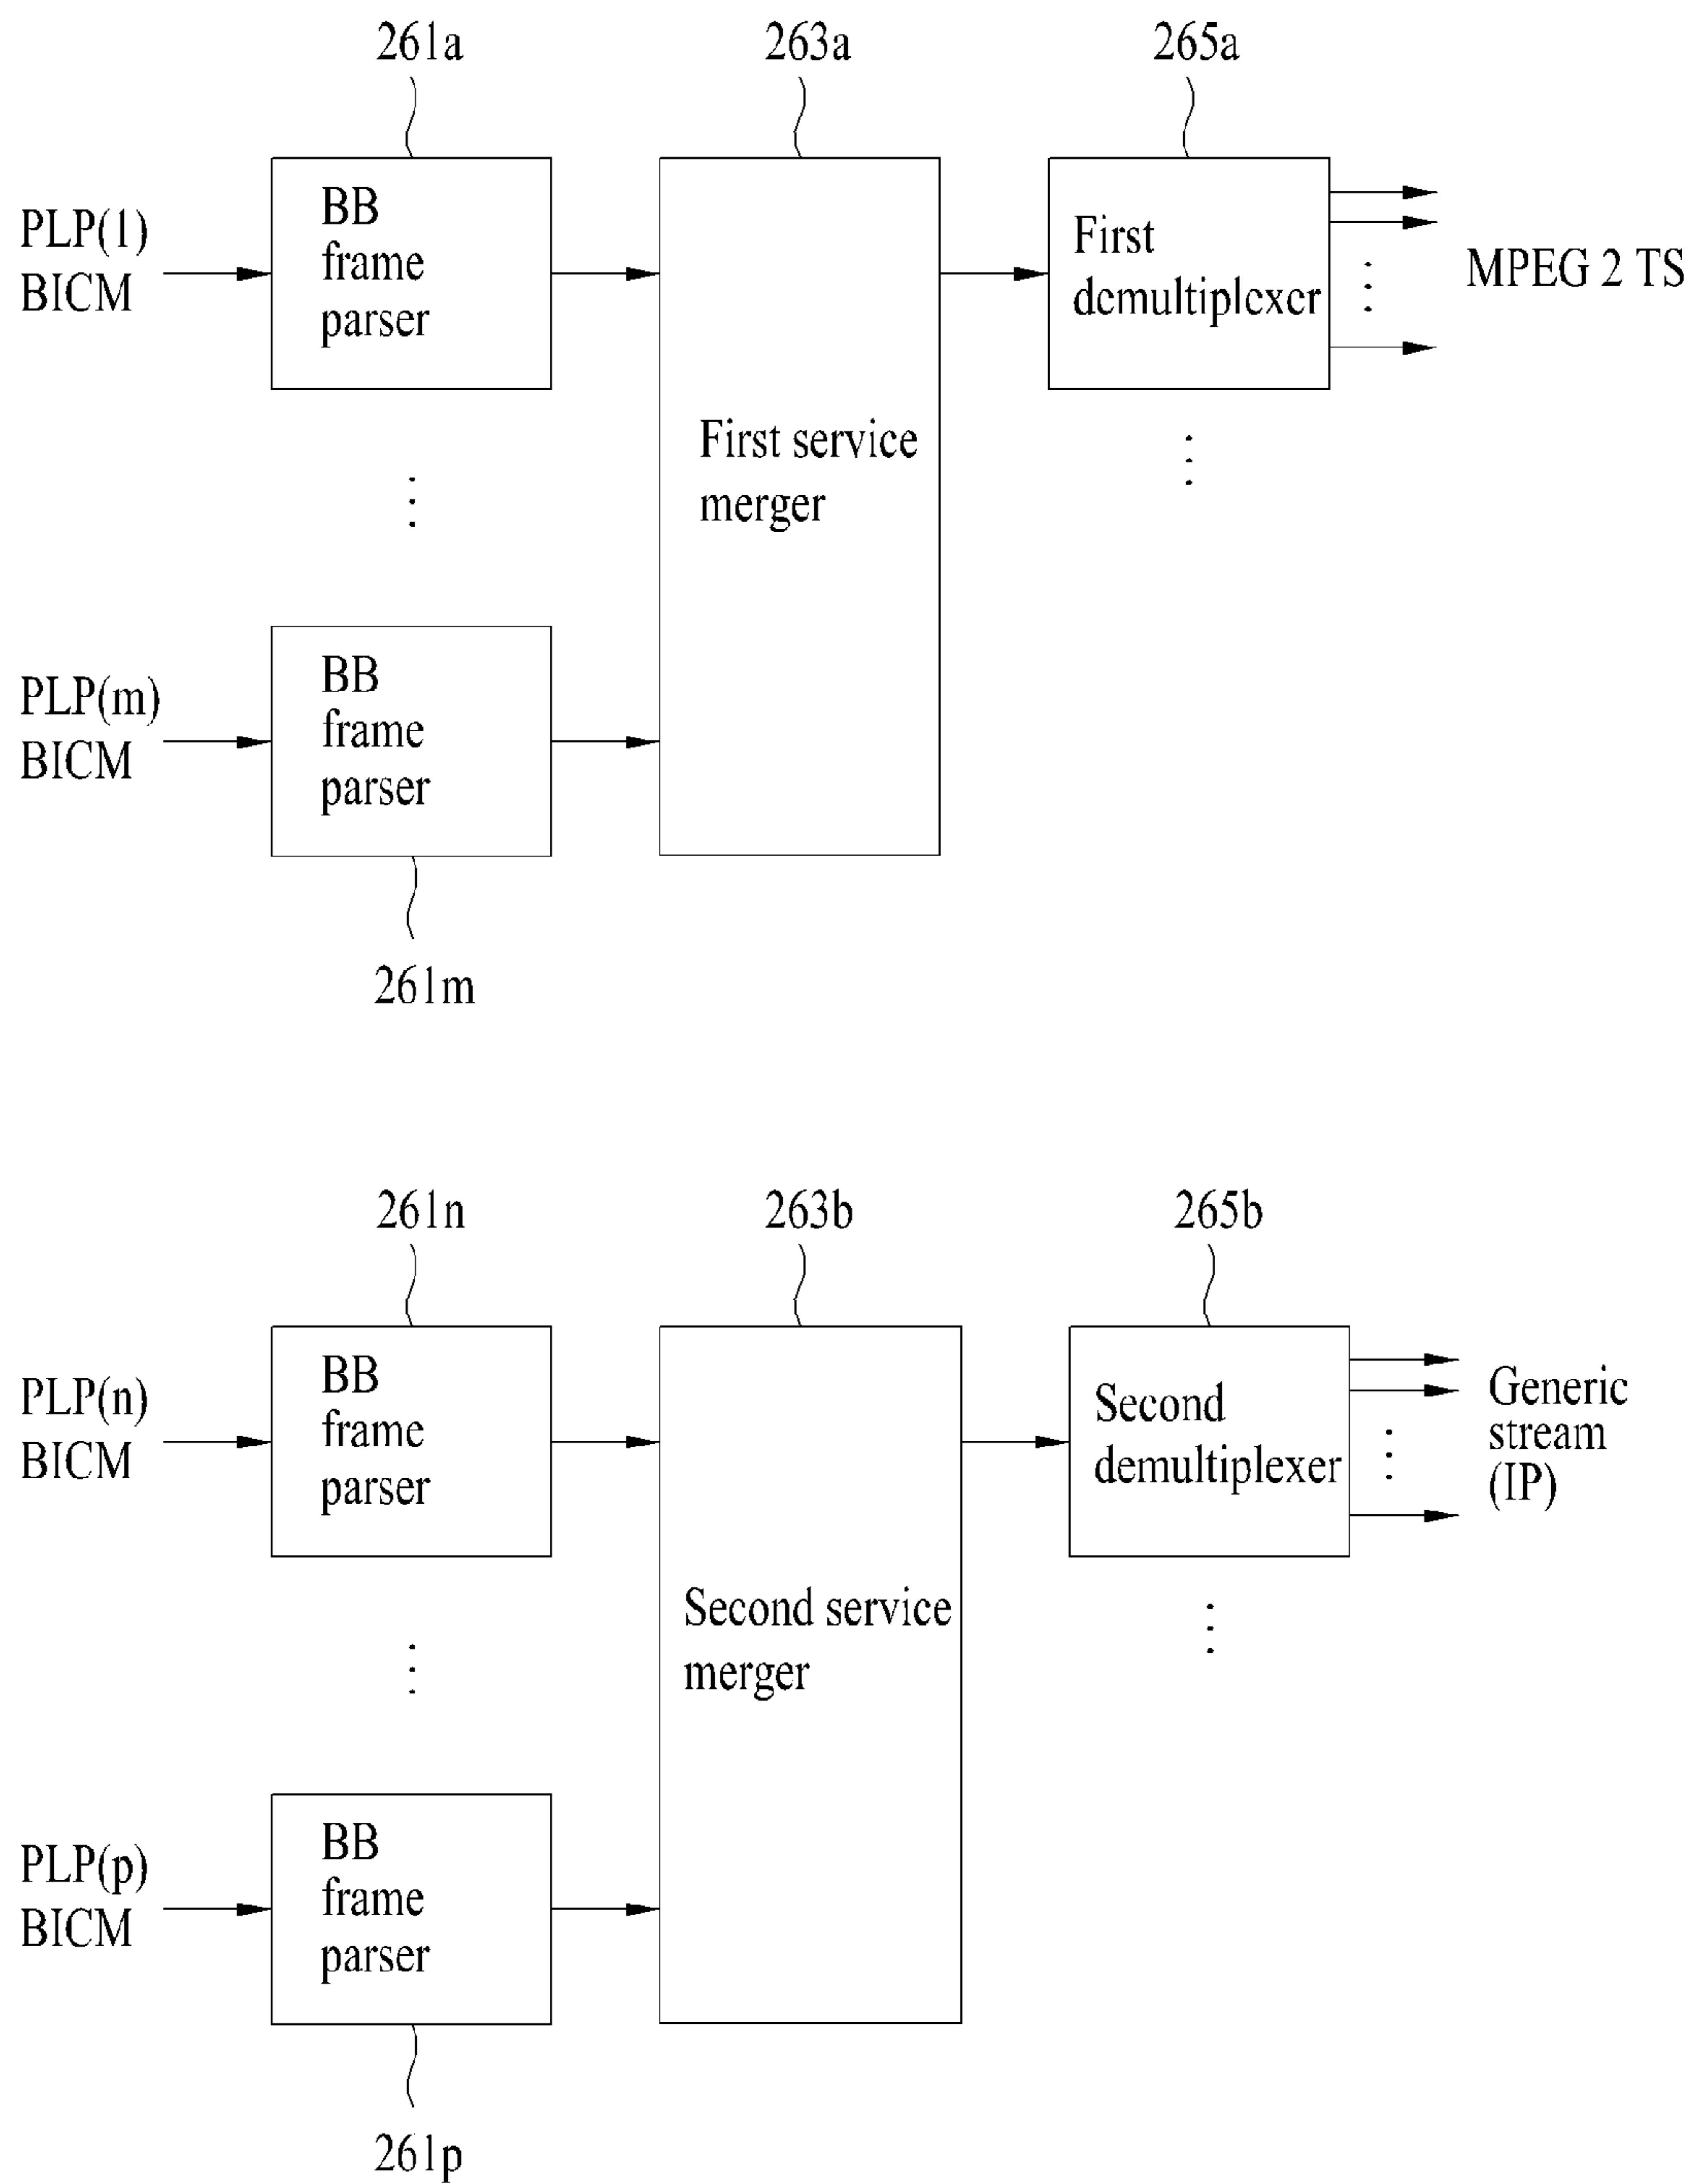 261a
263a
265a
PLP(1)
BICM
BB
frame
parser
First
demultiplexer
MPEG 2 TS
First service
merger
PLP(m)
BICM
BB
frame
parser
261m
261n
263b
265b
PLP(n)
BICM
BB
frame
parser
Second
demultiplexer
Generic
stream
(IP)
Second service
merger
PLP(p)
BICM
BB
frame
parser
261p